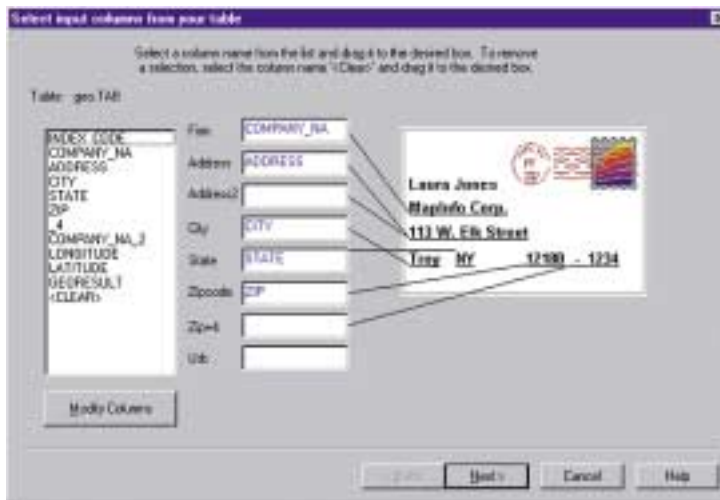 Select input columns from your table
Select a column name from the list and drag it to the desired box. To remove
a selection, select the column name "<Clear>" and drag it to the desired box.
Table: geo.TAB
INDEX_CODE
COMPANY_NA
ADDRESS
CITY
STATE
ZIP
_4
COMPANY_NA_2
LONGITUDE
LATITUDE
GEORESULT
<CLEAR>
Modify Columns
Firm COMPANY_NA
Address ADDRESS
Address2
City CITY
State STATE
Zipcode ZIP
Zip+4
Urb
Laura Jones
MapInfo Corp.
113 W. Elk Street
Troy NY 12180 - 1234
Next >
Cancel
Help